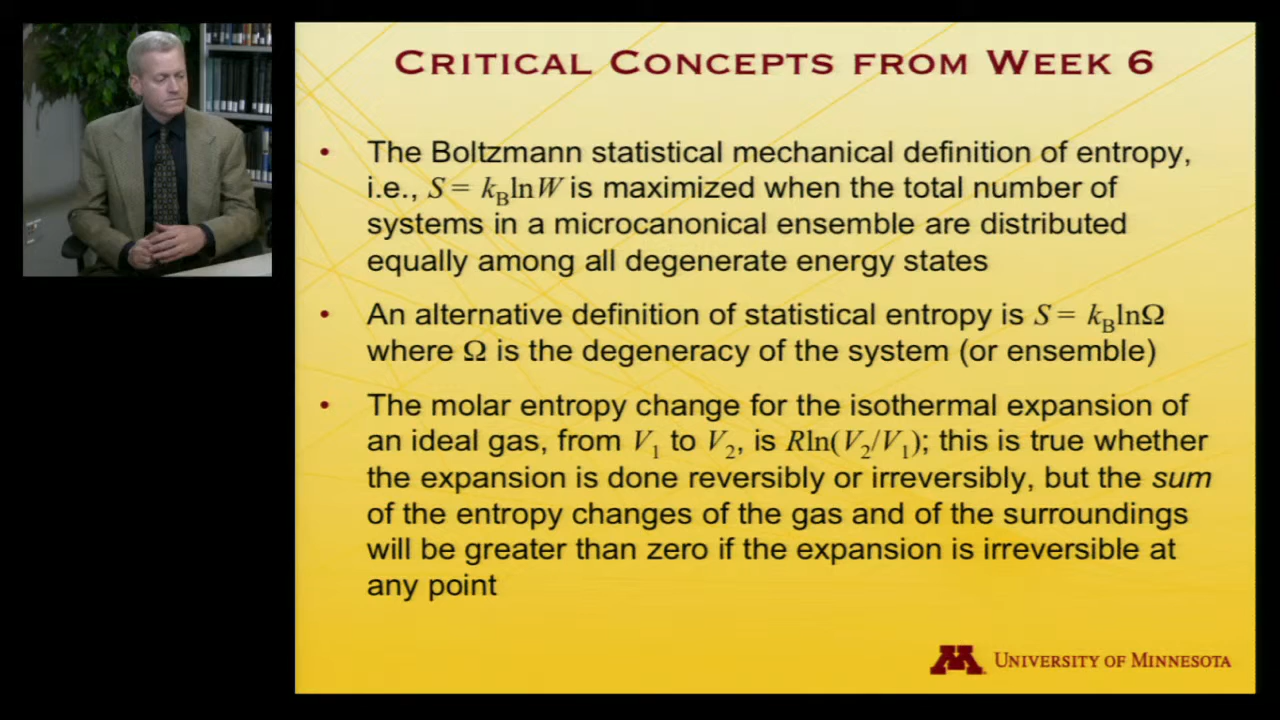 CRITICAL CONCEPTS FROM WEEK 6
• The Boltzmann statistical mechanical definition of entropy,
i.e., S = k_B lnW is maximized when the total number of
systems in a microcanonical ensemble are distributed
equally among all degenerate energy states
• An alternative definition of statistical entropy is S = k_B lnΩ
where Ω is the degeneracy of the system (or ensemble)
• The molar entropy change for the isothermal expansion of
an ideal gas, from V₁ to V₂, is Rln(V₂/V₁); this is true whether
the expansion is done reversibly or irreversibly, but the sum
of the entropy changes of the gas and of the surroundings
will be greater than zero if the expansion is irreversible at
any point
M UNIVERSITY OF MINNESOTA